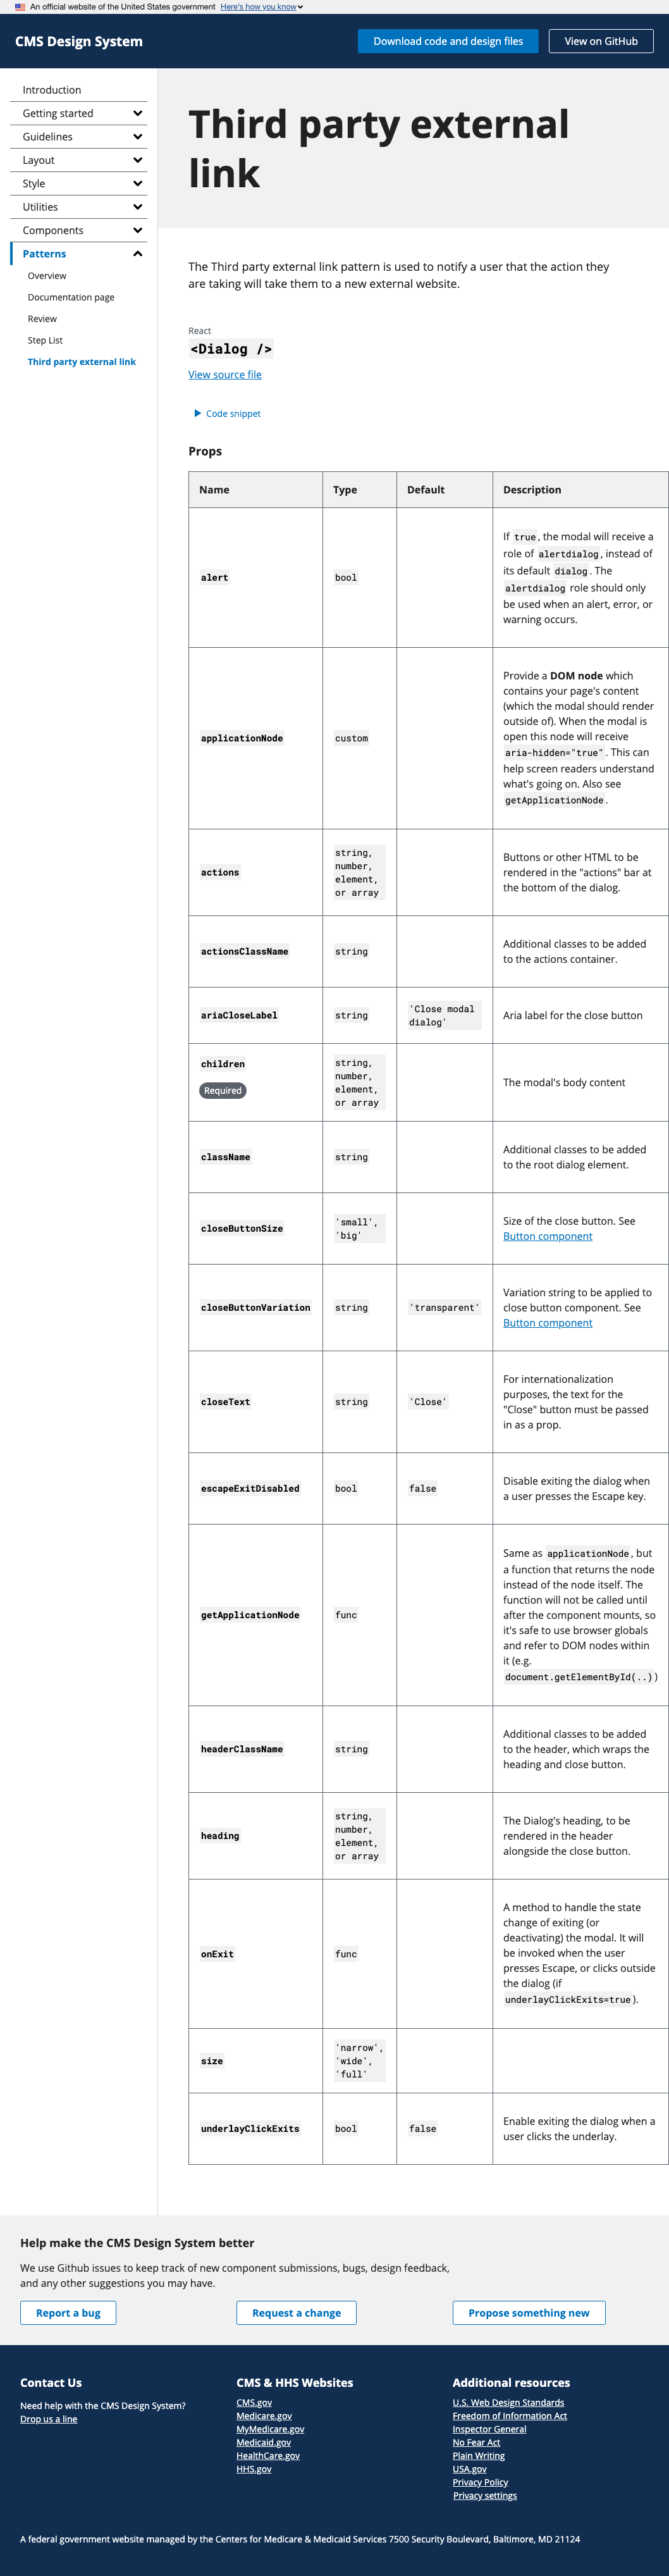 An official website of the United States government Here's how you know
CMS Design System
Download code and design files
View on GitHub
Introduction
Getting started
Guidelines
Layout
Style
Utilities
Components
Patterns
Overview
Documentation page
Review
Step List
Third party external link
Third party external
link
The Third party external link pattern is used to notify a user that the action they
are taking will take them to a new external website.
React
<Dialog />
View source file
Code snippet
Props
Name Type Default Description
alert bool
If true, the modal will receive a
role of alertdialog, instead of
its default dialog. The
alertdialog role should only
be used when an alert, error, or
warning occurs.
applicationNode custom
Provide a DOM node which
contains your page's content
(which the modal should render
outside of). When the modal is
open this node will receive
aria-hidden="true". This can
help screen readers understand
what's going on. Also see
getApplicationNode.
actions
string,
number,
element,
or array
Buttons or other HTML to be
rendered in the "actions" bar at
the bottom of the dialog.
actionsClassName string
Additional classes to be added
to the actions container.
ariaCloseLabel string
'Close modal
dialog'
Aria label for the close button
children
Required
string,
number,
element,
or array
The modal's body content
className string
Additional classes to be added
to the root dialog element.
closeButtonSize
'small',
'big'
Size of the close button. See
Button component
closeButtonVariation string 'transparent'
Variation string to be applied to
close button component. See
Button component
closeText string 'Close'
For internationalization
purposes, the text for the
"Close" button must be passed
in as a prop.
escapeExitDisabled bool false
Disable exiting the dialog when
a user presses the Escape key.
getApplicationNode func
Same as applicationNode, but
a function that returns the node
instead of the node itself. The
function will not be called until
after the component mounts, so
it's safe to use browser globals
and refer to DOM nodes within
it (e.g.
document.getElementById(..))
headerClassName string
Additional classes to be added
to the header, which wraps the
heading and close button.
heading
string,
number,
element,
or array
The Dialog's heading, to be
rendered in the header
alongside the close button.
onExit func
A method to handle the state
change of exiting (or
deactivating) the modal. It will
be invoked when the user
presses Escape, or clicks outside
the dialog (if
underlayClickExits=true).
size
'narrow',
'wide',
'full'
underlayClickExits bool false
Enable exiting the dialog when a
user clicks the underlay.
Help make the CMS Design System better
We use Github issues to keep track of new component submissions, bugs, design feedback,
and any other suggestions you may have.
Report a bug
Request a change
Propose something new
Contact Us
Need help with the CMS Design System?
Drop us a line
CMS & HHS Websites
CMS.gov
Medicare.gov
MyMedicare.gov
Medicaid.gov
HealthCare.gov
HHS.gov
Additional resources
U.S. Web Design Standards
Freedom of Information Act
Inspector General
No Fear Act
Plain Writing
USA.gov
Privacy Policy
Privacy settings
A federal government website managed by the Centers for Medicare & Medicaid Services 7500 Security Boulevard, Baltimore, MD 21124